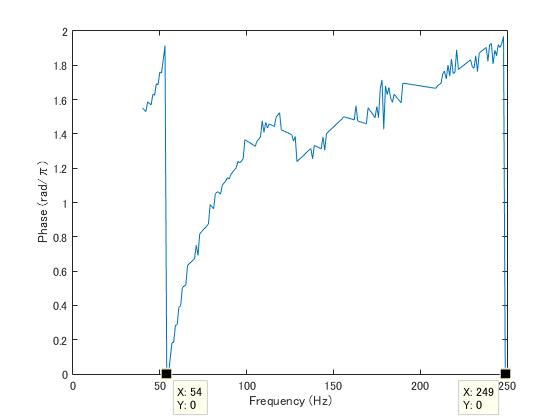 2
1.8
1.6
1.4
1.2
1
0.8
0.6
0.4
0.2
0
Phase (rad/π)
0 50 100 150 200 250
Frequency (Hz)
X: 54
Y: 0
X: 249
Y: 0